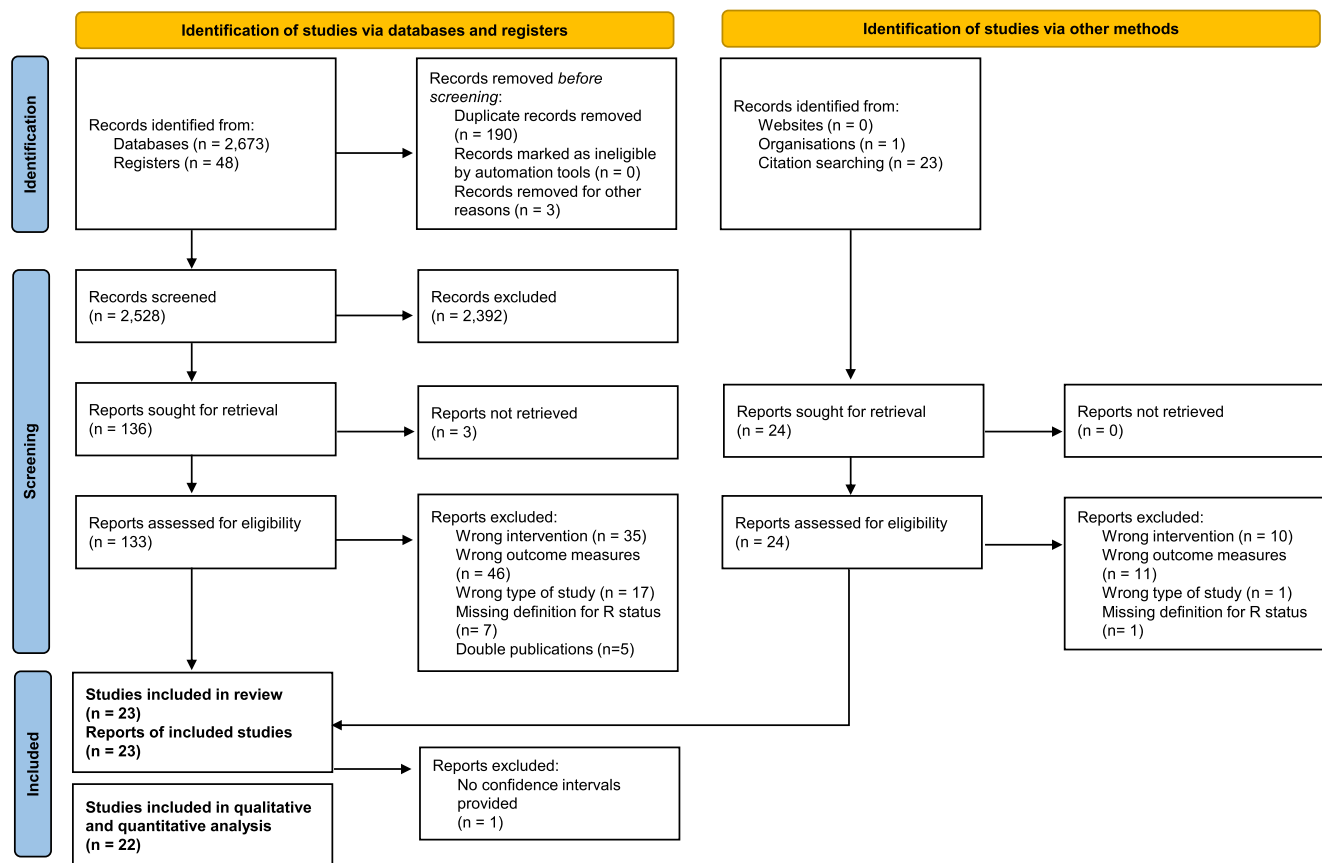 Identification of studies via databases and registers
Identification of studies via other methods
Identification
Records identified from:
Databases (n = 2,673)
Registers (n = 48)
Records removed before
screening:
Duplicate records removed
(n = 190)
Records marked as ineligible
by automation tools (n = 0)
Records removed for other
reasons (n = 3)
Records identified from:
Websites (n = 0)
Organisations (n = 1)
Citation searching (n = 23)
Screening
Records screened
(n = 2,528)
Records excluded
(n = 2,392)
Reports sought for retrieval
(n = 136)
Reports not retrieved
(n = 3)
Reports sought for retrieval
(n = 24)
Reports not retrieved
(n = 0)
Reports assessed for eligibility
(n = 133)
Reports excluded:
Wrong intervention (n = 35)
Wrong outcome measures
(n = 46)
Wrong type of study (n = 17)
Missing definition for R status
(n= 7)
Double publications (n=5)
Reports assessed for eligibility
(n = 24)
Reports excluded:
Wrong intervention (n = 10)
Wrong outcome measures
(n = 11)
Wrong type of study (n = 1)
Missing definition for R status
(n= 1)
Included
Studies included in review
(n = 23)
Reports of included studies
(n = 23)
Reports excluded:
No confidence intervals
provided
(n = 1)
Studies included in qualitative
and quantitative analysis
(n = 22)